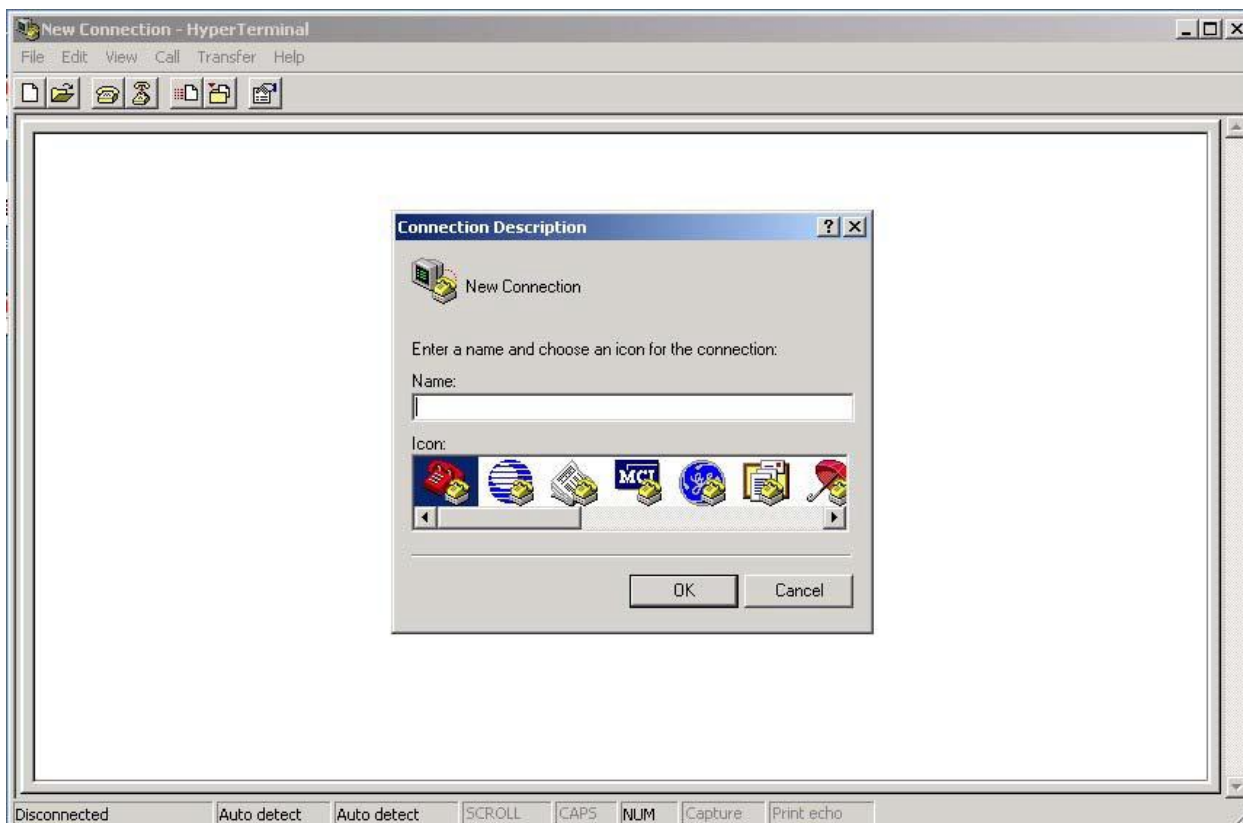 New Connection - HyperTerminal
File Edit View Call Transfer Help
Connection Description
New Connection
Enter a name and choose an icon for the connection:
Name:
Icon:
MCI
OK Cancel
Disconnected Auto detect Auto detect SCROLL CAPS NUM Capture Print echo